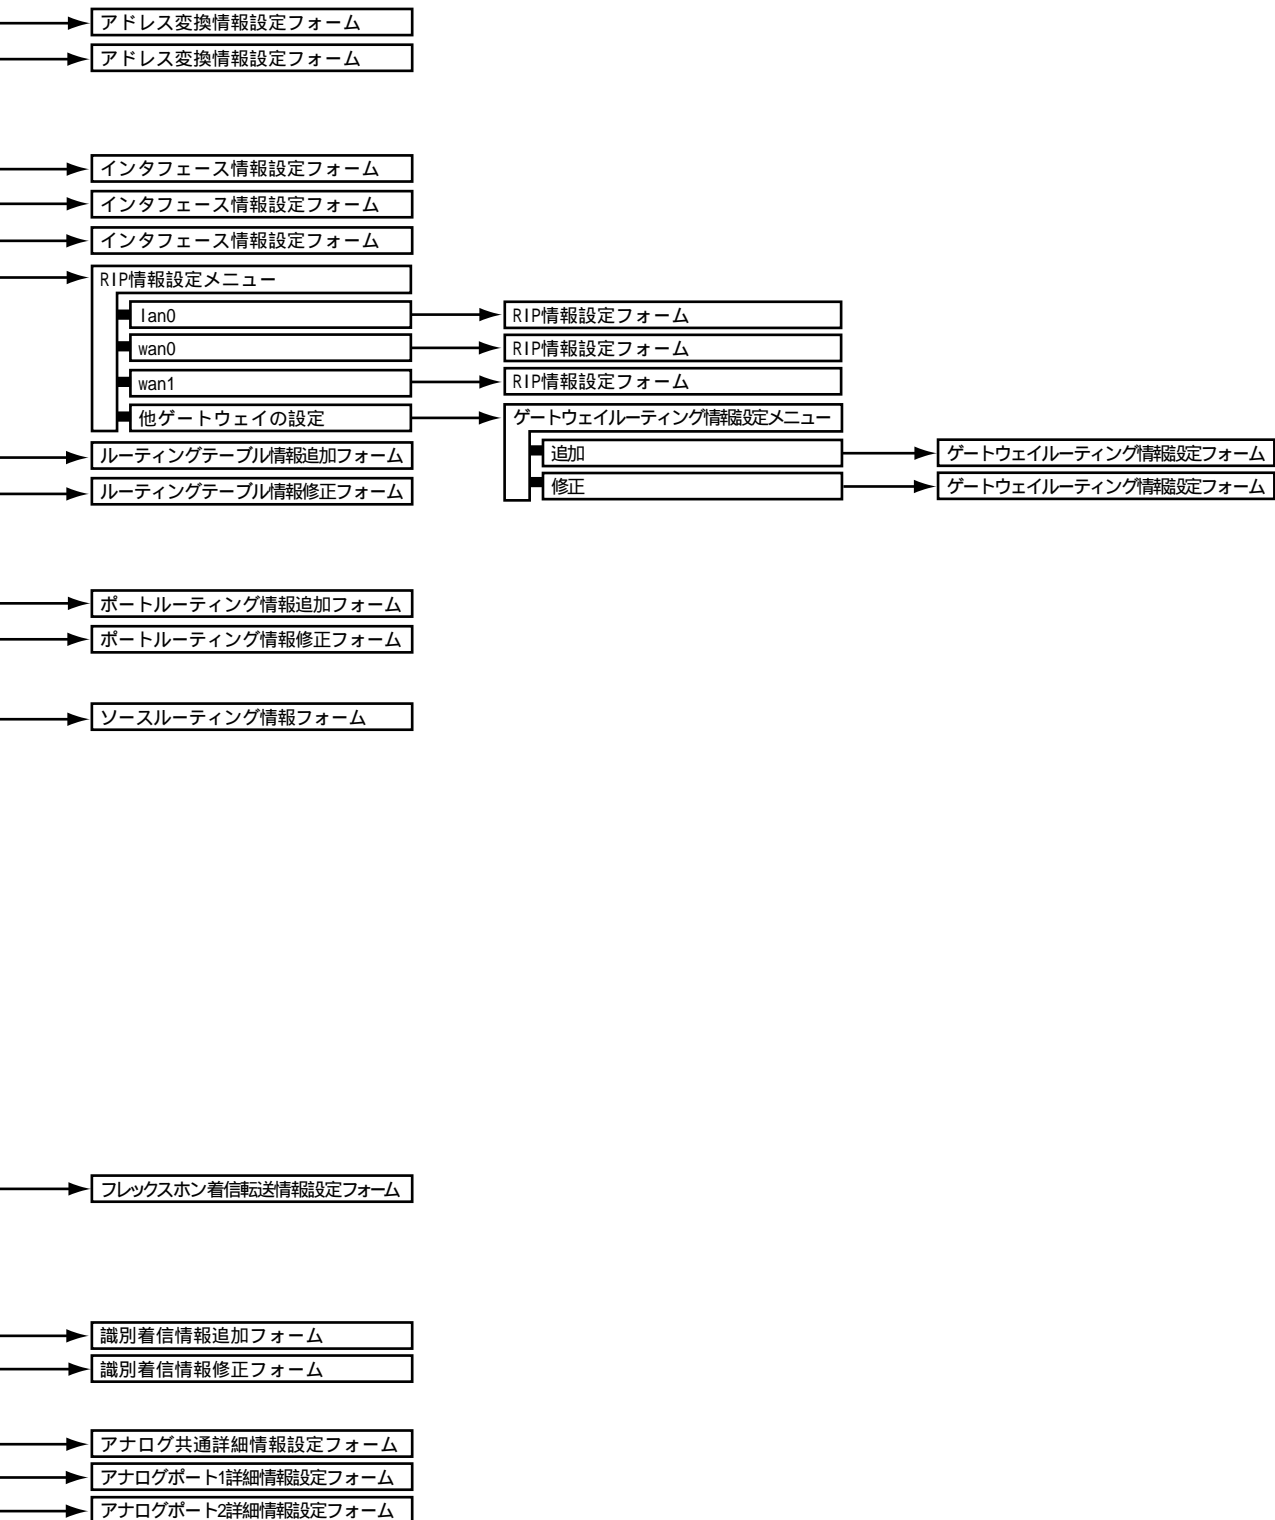 アドレス変換情報設定フォーム
アドレス変換情報設定フォーム
インタフェース情報設定フォーム
インタフェース情報設定フォーム
インタフェース情報設定フォーム
RIP情報設定メニュー
lan0
RIP情報設定フォーム
wan0
RIP情報設定フォーム
wan1
RIP情報設定フォーム
他ゲートウェイの設定
ゲートウェイルーティング情報設定メニュー
追加
ゲートウェイルーティング情報設定フォーム
修正
ゲートウェイルーティング情報設定フォーム
ルーティングテーブル情報追加フォーム
ルーティングテーブル情報修正フォーム
ポートルーティング情報追加フォーム
ポートルーティング情報修正フォーム
ソースルーティング情報フォーム
フレックスホン着信転送情報設定フォーム
識別着信情報追加フォーム
識別着信情報修正フォーム
アナログ共通詳細情報設定フォーム
アナログポート1詳細情報設定フォーム
アナログポート2詳細情報設定フォーム